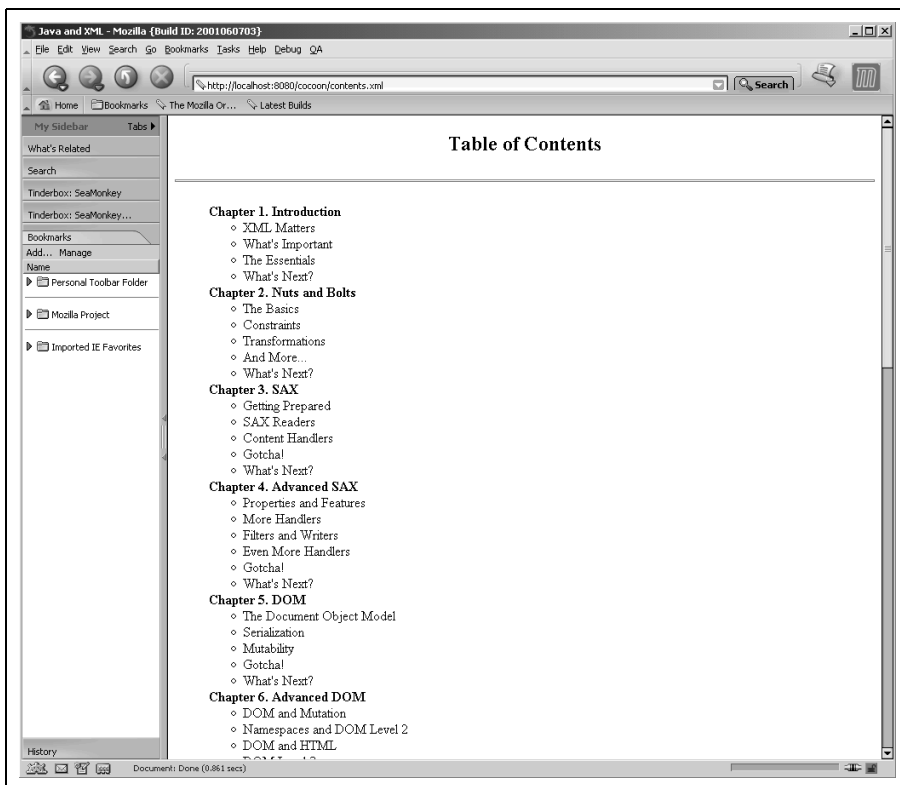 Java and XML - Mozilla {Build ID: 2001060703}
File Edit View Search Go Bookmarks Tasks Help Debug QA
http://localhost:8080/cocoon/contents.xml
Search
Home Bookmarks The Mozilla Or... Latest Builds
My Sidebar Tabs
What's Related
Search
Tinderbox: SeaMonkey
Tinderbox: SeaMonkey...
Bookmarks
Add... Manage
Name
Personal Toolbar Folder
Mozilla Project
Imported IE Favorites
History
Table of Contents
Chapter 1. Introduction
XML Matters
What's Important
The Essentials
What's Next?
Chapter 2. Nuts and Bolts
The Basics
Constraints
Transformations
And More...
What's Next?
Chapter 3. SAX
Getting Prepared
SAX Readers
Content Handlers
Gotcha!
What's Next?
Chapter 4. Advanced SAX
Properties and Features
More Handlers
Filters and Writers
Even More Handlers
Gotcha!
What's Next?
Chapter 5. DOM
The Document Object Model
Serialization
Mutability
Gotcha!
What's Next?
Chapter 6. Advanced DOM
DOM and Mutation
Namespaces and DOM Level 2
DOM and HTML
Document: Done (0.861 secs)